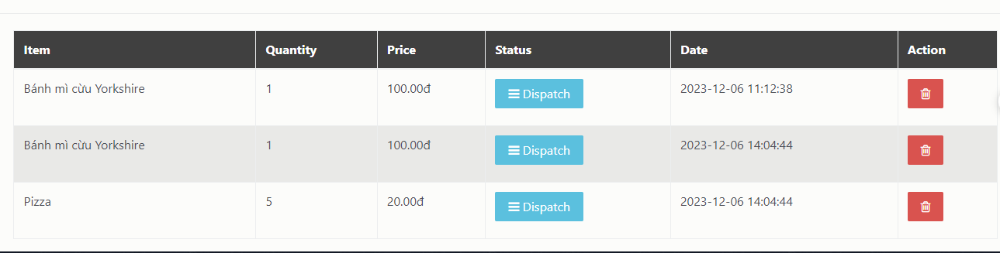 Item Quantity Price Status Date Action
Bánh mì cừu Yorkshire 1 100.00đ Dispatch 2023-12-06 11:12:38
Bánh mì cừu Yorkshire 1 100.00đ Dispatch 2023-12-06 14:04:44
Pizza 5 20.00đ Dispatch 2023-12-06 14:04:44